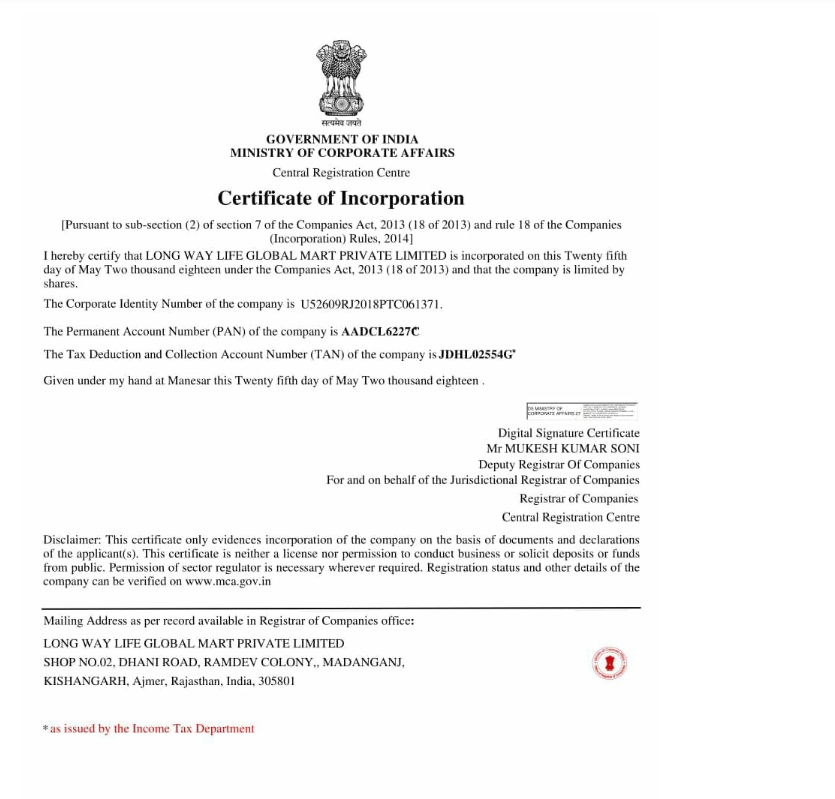 सत्यमेव जयते
GOVERNMENT OF INDIA
MINISTRY OF CORPORATE AFFAIRS
Central Registration Centre
Certificate of Incorporation
[Pursuant to sub-section (2) of section 7 of the Companies Act, 2013 (18 of 2013) and rule 18 of the Companies
(Incorporation) Rules, 2014]
I hereby certify that LONG WAY LIFE GLOBAL MART PRIVATE LIMITED is incorporated on this Twenty fifth
day of May Two thousand eighteen under the Companies Act, 2013 (18 of 2013) and that the company is limited by
shares.
The Corporate Identity Number of the company is U52609RJ2018PTC061371.
The Permanent Account Number (PAN) of the company is AADCL6227C
The Tax Deduction and Collection Account Number (TAN) of the company is JDHL02554G*
Given under my hand at Manesar this Twenty fifth day of May Two thousand eighteen .
DS MINISTRY OF
CORPORATE AFFAIRS 27
Digital Signature Certificate
Mr MUKESH KUMAR SONI
Deputy Registrar Of Companies
For and on behalf of the Jurisdictional Registrar of Companies
Registrar of Companies
Central Registration Centre
Disclaimer: This certificate only evidences incorporation of the company on the basis of documents and declarations
of the applicant(s). This certificate is neither a license nor permission to conduct business or solicit deposits or funds
from public. Permission of sector regulator is necessary wherever required. Registration status and other details of the
company can be verified on www.mca.gov.in
Mailing Address as per record available in Registrar of Companies office:
LONG WAY LIFE GLOBAL MART PRIVATE LIMITED
SHOP NO.02, DHANI ROAD, RAMDEV COLONY,, MADANGANJ,
KISHANGARH, Ajmer, Rajasthan, India, 305801
* as issued by the Income Tax Department